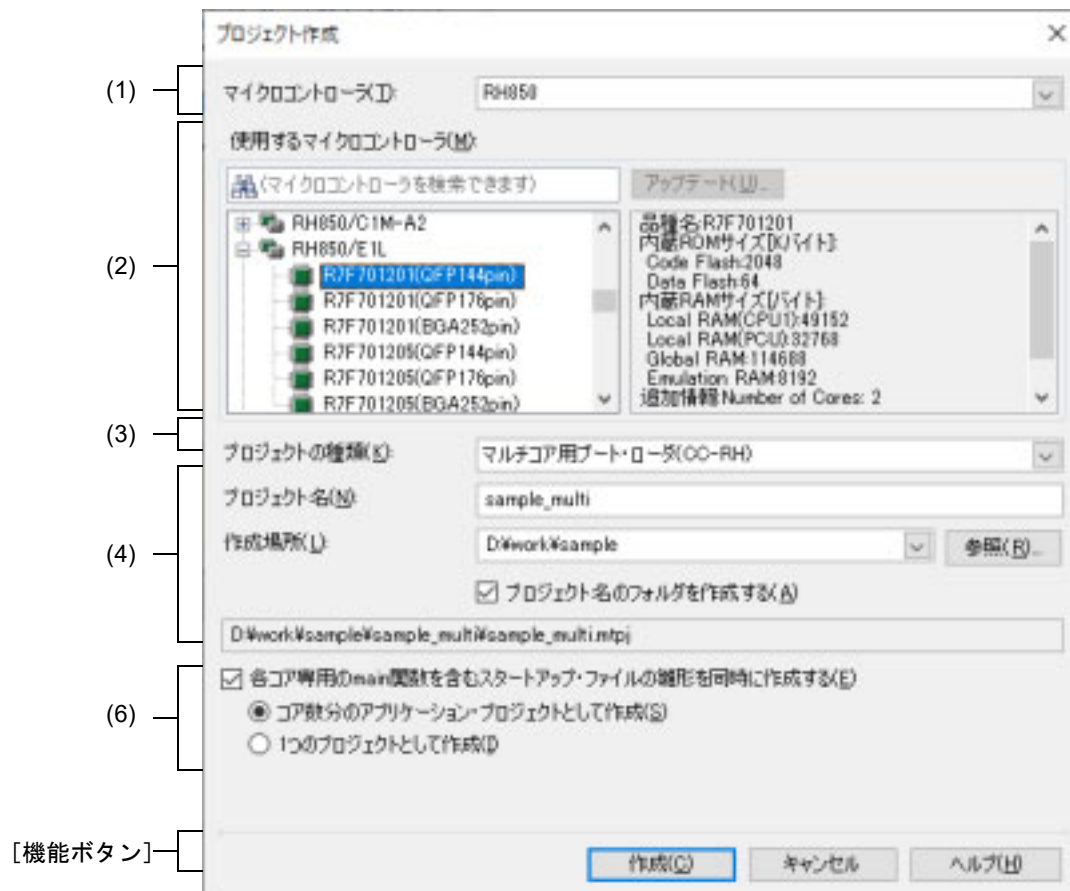 プロジェクト作成
(1)
マイクロコントローラ(T):
RH850
使用するマイクロコントローラ(M):
(マイクロコントローラを検索できます)
アップデート(U)...
(2)
RH850/C1M-A2
RH850/E1L
R7F701201(QFP144pin)
R7F701201(QFP176pin)
R7F701201(BGA252pin)
R7F701205(QFP144pin)
R7F701205(QFP176pin)
R7F701205(BGA252pin)
品種名:R7F701201
内蔵ROMサイズ[Kバイト]:
Code Flash:2048
Data Flash:64
内蔵RAMサイズ[バイト]:
Local RAM(CPU1):49152
Local RAM(PCU):32768
Global RAM:114688
Emulation RAM:8192
追加情報:Number of Cores: 2
(3)
プロジェクトの種類(K):
マルチコア用ブート・ローダ(CC-RH)
(4)
プロジェクト名(N):
sample_multi
作成場所(L):
D:¥work¥sample
参照(R)...
プロジェクト名のフォルダを作成する(A)
D:¥work¥sample¥sample_multi¥sample_multi.mtpj
(6)
各コア専用のmain関数を含むスタートアップ・ファイルの雛形を同時に作成する(E)
コア数分のアプリケーション・プロジェクトとして作成(S)
1つのプロジェクトとして作成(I)
[機能ボタン]
作成(C)
キャンセル
ヘルプ(H)